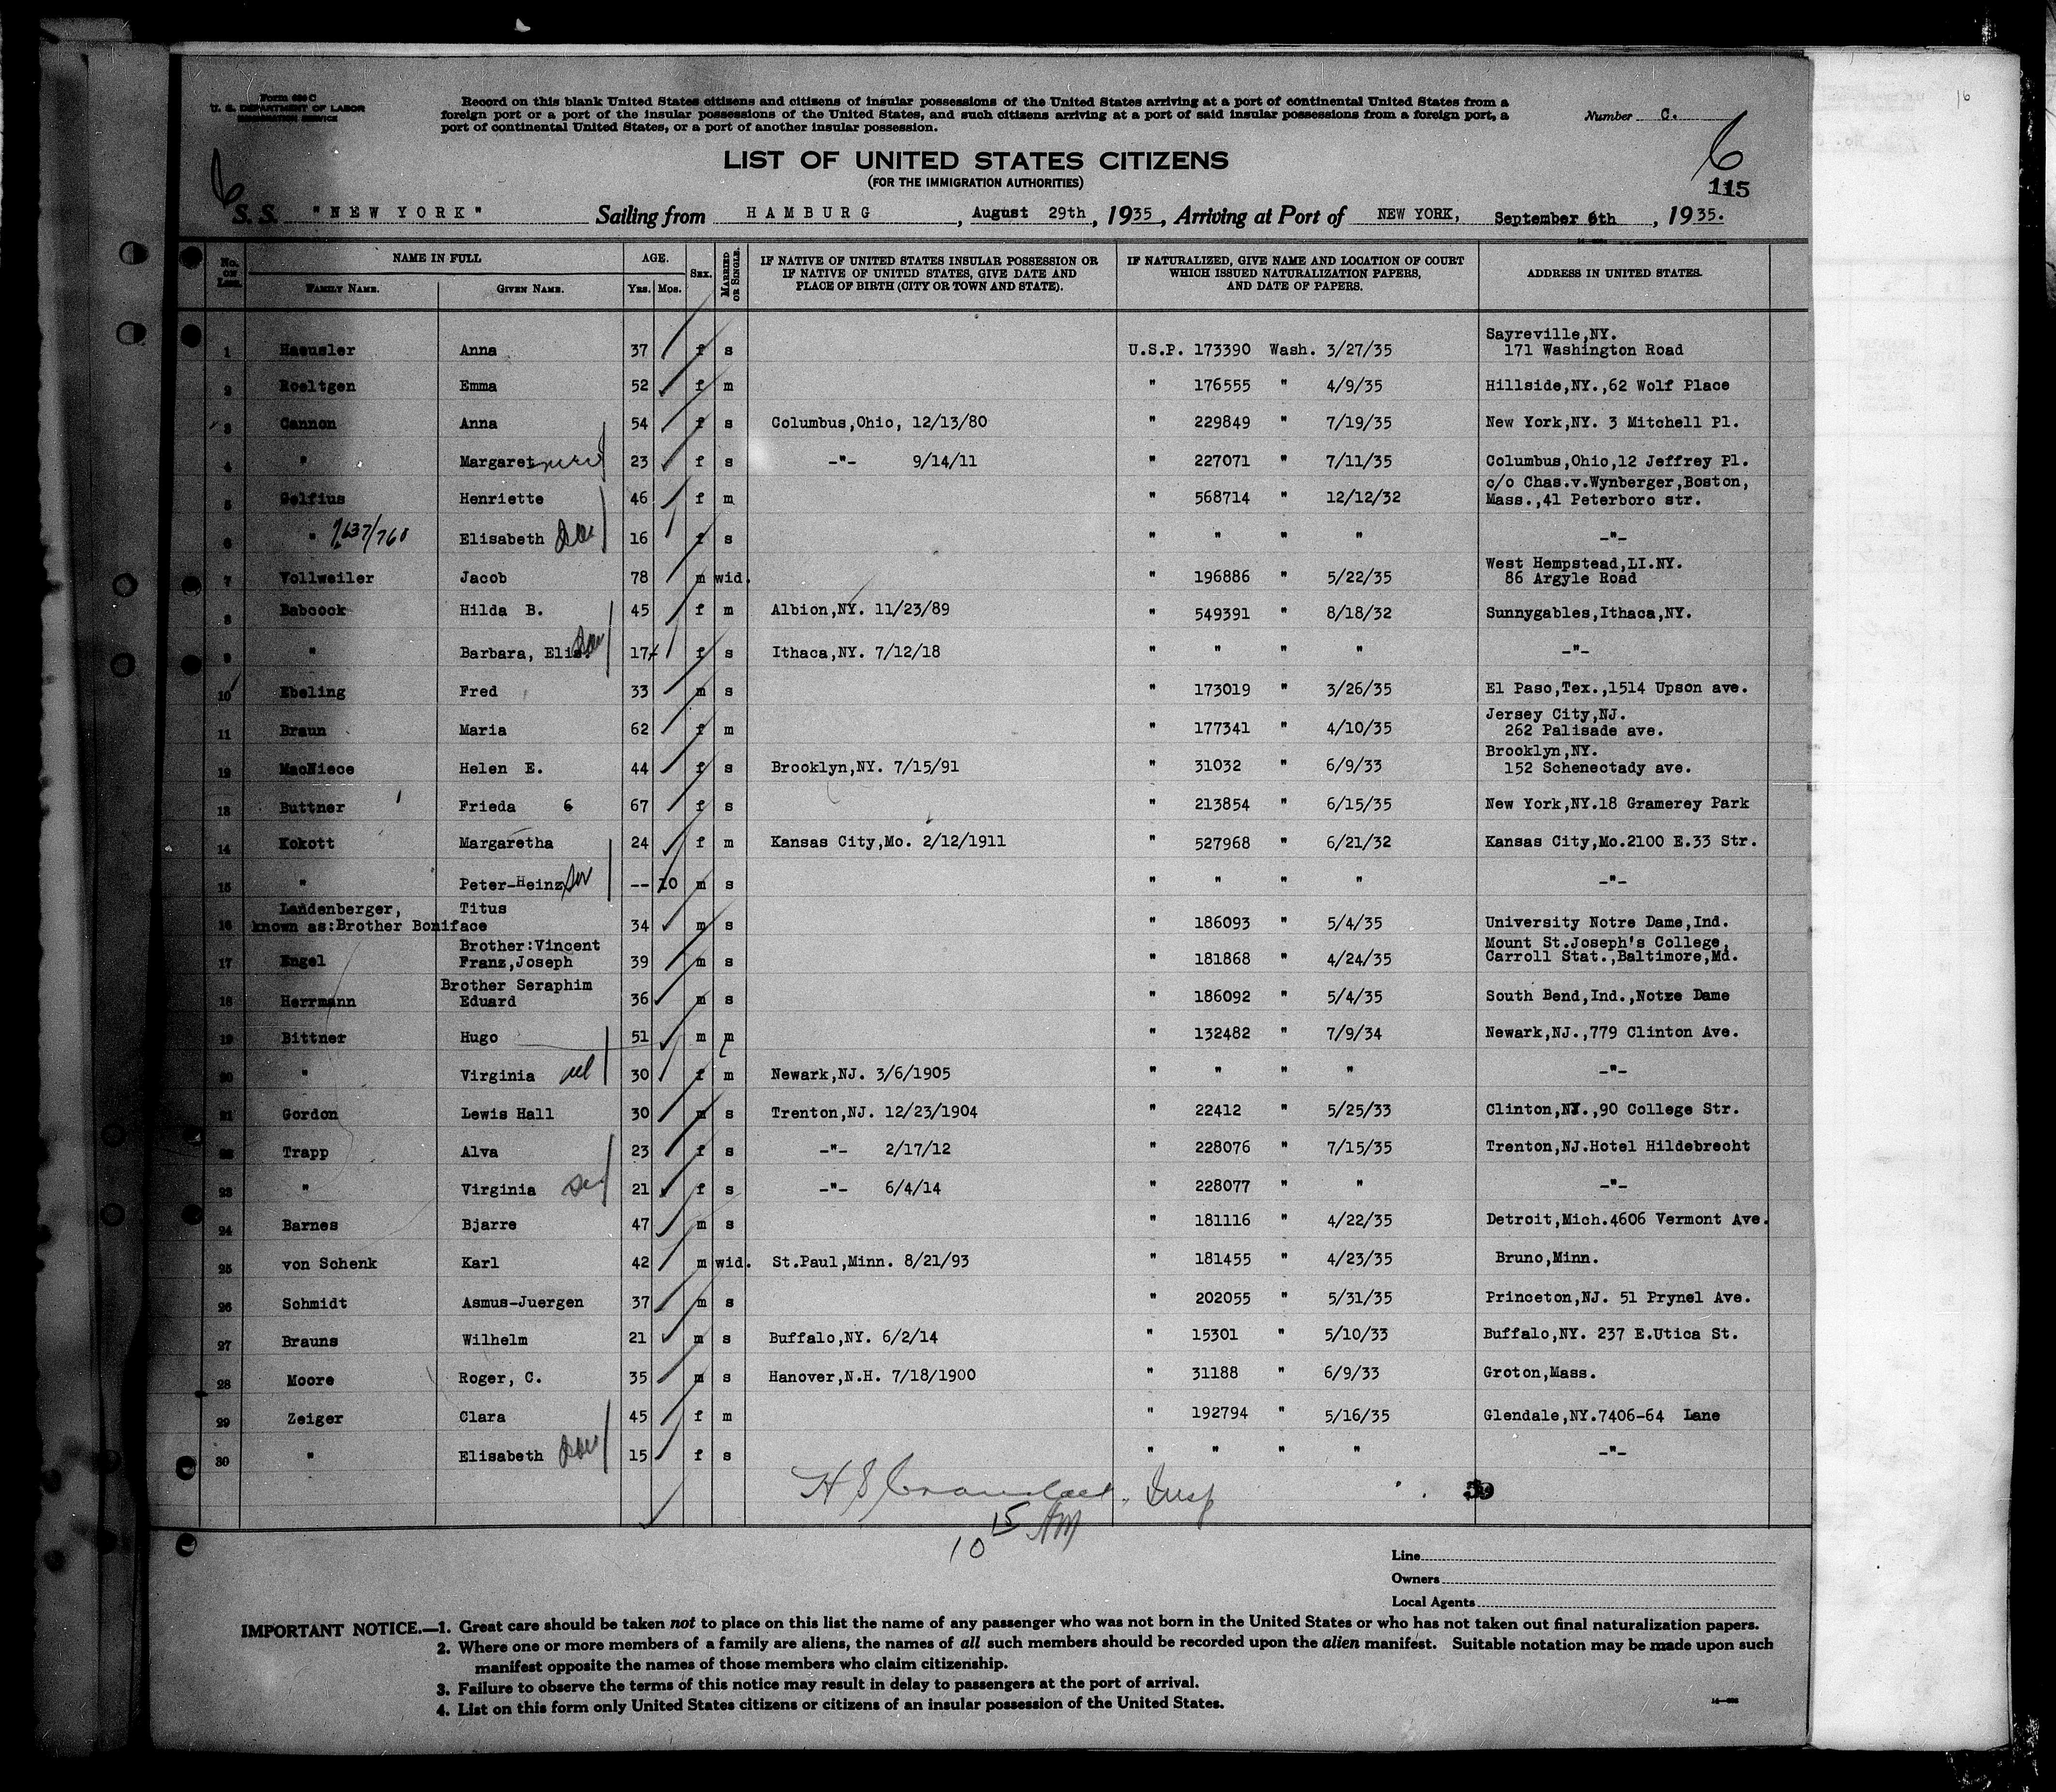 Form 630 C
U. S. DEPARTMENT OF LABOR
IMMIGRATION SERVICE
Record on this blank United States citizens and citizens of insular possessions of the United States arriving at a port of continental United States from a
foreign port or a port of the insular possessions of the United States, and such citizens arriving at a port of said insular possessions from a foreign port, a
port of continental United States, or a port of another insular possession.
Number C.
16
6
6
115
LIST OF UNITED STATES CITIZENS
(FOR THE IMMIGRATION AUTHORITIES)
S. S. "NEW YORK" Sailing from HAMBURG, August 29th, 1935, Arriving at Port of NEW YORK, September 6th, 1935.
No. on List. NAME IN FULL FAMILY NAME. GIVEN NAME. AGE. YRS. MOS. SEX. MARRIED OR SINGLE. IF NATIVE OF UNITED STATES INSULAR POSSESSION OR IF NATIVE OF UNITED STATES, GIVE DATE AND PLACE OF BIRTH (CITY OR TOWN AND STATE). IF NATURALIZED, GIVE NAME AND LOCATION OF COURT WHICH ISSUED NATURALIZATION PAPERS, AND DATE OF PAPERS. ADDRESS IN UNITED STATES.
1 Haeusler Anna 37 f s U.S.P. 173390 Wash. 3/27/35 Sayreville,NY. 171 Washington Road
2 Roeltgen Emma 52 f m " 176555 " 4/9/35 Hillside,NY.,62 Wolf Place
3 Cannon Anna 54 f s Columbus,Ohio, 12/13/80 " 229849 " 7/19/35 New York,NY. 3 Mitchell Pl.
4 " Margaret 23 f s -"- 9/14/11 " 227071 " 7/11/35 Columbus,Ohio,12 Jeffrey Pl.
5 Gelfius Henriette 46 f m " 568714 " 12/12/32 c/o Chas.v.Wynberger,Boston, Mass.,41 Peterboro str.
6 " Elisabeth 16 f s " " " " -"-
7 Vollweiler Jacob 78 m wid. " 196886 " 5/22/35 West Hempstead,LI.NY. 86 Argyle Road
8 Babcock Hilda B. 45 f m Albion,NY. 11/23/89 " 549391 " 8/18/32 Sunnygables,Ithaca,NY.
9 " Barbara, Elis. 17 f s Ithaca,NY. 7/12/18 " " " " -"-
10 Ebeling Fred 33 m s " 173019 " 3/26/35 El Paso,Tex.,1514 Upson ave.
11 Braun Maria 62 f m " 177341 " 4/10/35 Jersey City,NJ. 262 Palisade ave.
12 MacNiece Helen E. 44 f s Brooklyn,NY. 7/15/91 " 31032 " 6/9/33 Brooklyn,NY. 152 Schenectady ave.
13 Buttner Frieda 6 67 f s " 213854 " 6/15/35 New York,NY.18 Gramerey Park
14 Kokott Margaretha 24 f m Kansas City,Mo. 2/12/1911 " 527968 " 6/21/32 Kansas City,Mo.2100 E.33 Str.
15 " Peter-Heinz -- 10 m s " " " " -"-
16 Landenberger, known as:Brother Boniface Titus 34 m s " 186093 " 5/4/35 University Notre Dame,Ind.
17 Engel Brother:Vincent Franz,Joseph 39 m s " 181868 " 4/24/35 Mount St.Joseph's College, Carroll Stat.,Baltimore,Md.
18 Herrmann Brother Seraphim Eduard 36 m s " 186092 " 5/4/35 South Bend,Ind.,Notre Dame
19 Bittner Hugo 51 m m " 132482 " 7/9/34 Newark,NJ.,779 Clinton Ave.
20 " Virginia 30 f m Newark,NJ. 3/6/1905 " " " " -"-
21 Gordon Lewis Hall 30 m s Trenton,NJ. 12/23/1904 " 22412 " 5/25/33 Clinton,NY.,90 College Str.
22 Trapp Alva 23 f s -"- 2/17/12 " 228076 " 7/15/35 Trenton,NJ.Hotel Hildebrecht
23 " Virginia 21 f s -"- 6/4/14 " 228077 " " -"-
24 Barnes Bjarre 47 m s " 181116 " 4/22/35 Detroit,Mich.4606 Vermont Ave.
25 von Schenk Karl 42 m wid. St.Paul,Minn. 8/21/93 " 181455 " 4/23/35 Bruno,Minn.
26 Schmidt Asmus-Juergen 37 m s " 202055 " 5/31/35 Princeton,NJ. 51 Prynel Ave.
27 Brauns Wilhelm 21 m s Buffalo,NY. 6/2/14 " 15301 " 5/10/33 Buffalo,NY. 237 E.Utica St.
28 Moore Roger, C. 35 m s Hanover,N.H. 7/18/1900 " 31188 " 6/9/33 Groton,Mass.
29 Zeiger Clara 45 f m " 192794 " 5/16/35 Glendale,NY.7406-64 Lane
30 " Elisabeth 15 f s " " " " -"-
Insp
10 15 AM
Line
Owners
Local Agents
IMPORTANT NOTICE.—1. Great care should be taken not to place on this list the name of any passenger who was not born in the United States or who has not taken out final naturalization papers.
2. Where one or more members of a family are aliens, the names of all such members should be recorded upon the alien manifest. Suitable notation may be made upon such
manifest opposite the names of those members who claim citizenship.
3. Failure to observe the terms of this notice may result in delay to passengers at the port of arrival.
4. List on this form only United States citizens or citizens of an insular possession of the United States.